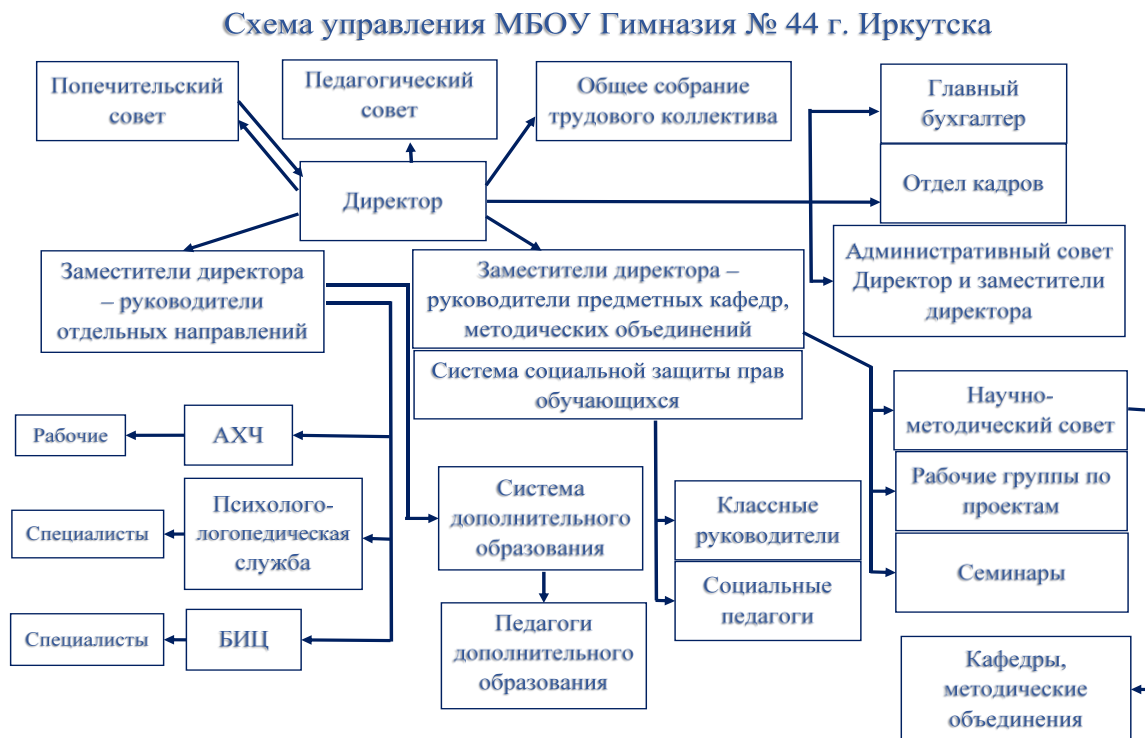 Схема управления МБОУ Гимназия № 44 г. Иркутска
Попечительский
совет
Педагогический
совет
Общее собрание
трудового коллектива
Главный
бухгалтер
Директор
Отдел кадров
Административный совет
Директор и заместители
директора
Заместители директора
– руководители
отдельных направлений
Заместители директора –
руководители предметных кафедр,
методических объединений
Система социальной защиты прав
обучающихся
Научно-
методический совет
Рабочие
АХЧ
Рабочие группы по
проектам
Система
дополнительного
образования
Классные
руководители
Специалисты
Психолого-
логопедическая
служба
Семинары
Социальные
педагоги
Специалисты
БИЦ
Педагоги
дополнительного
образования
Кафедры,
методические
объединения